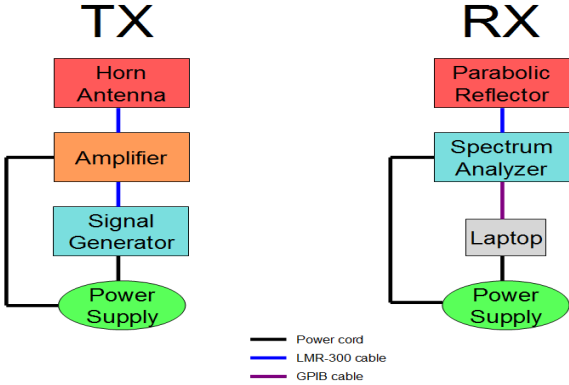 TX
Horn
Antenna
Amplifier
Signal
Generator
Power
Supply
RX
Parabolic
Reflector
Spectrum
Analyzer
Laptop
Power
Supply
Power cord
LMR-300 cable
GPIB cable